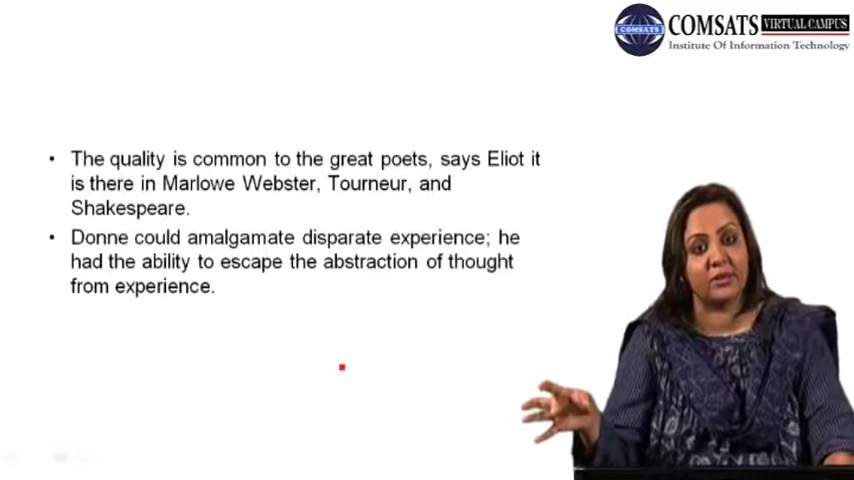 COMSATS VIRTUAL CAMPUS
Institute Of Information Technology
COMSATS
• The quality is common to the great poets, says Eliot it
is there in Marlowe Webster, Tourneur, and
Shakespeare.
• Donne could amalgamate disparate experience; he
had the ability to escape the abstraction of thought
from experience.